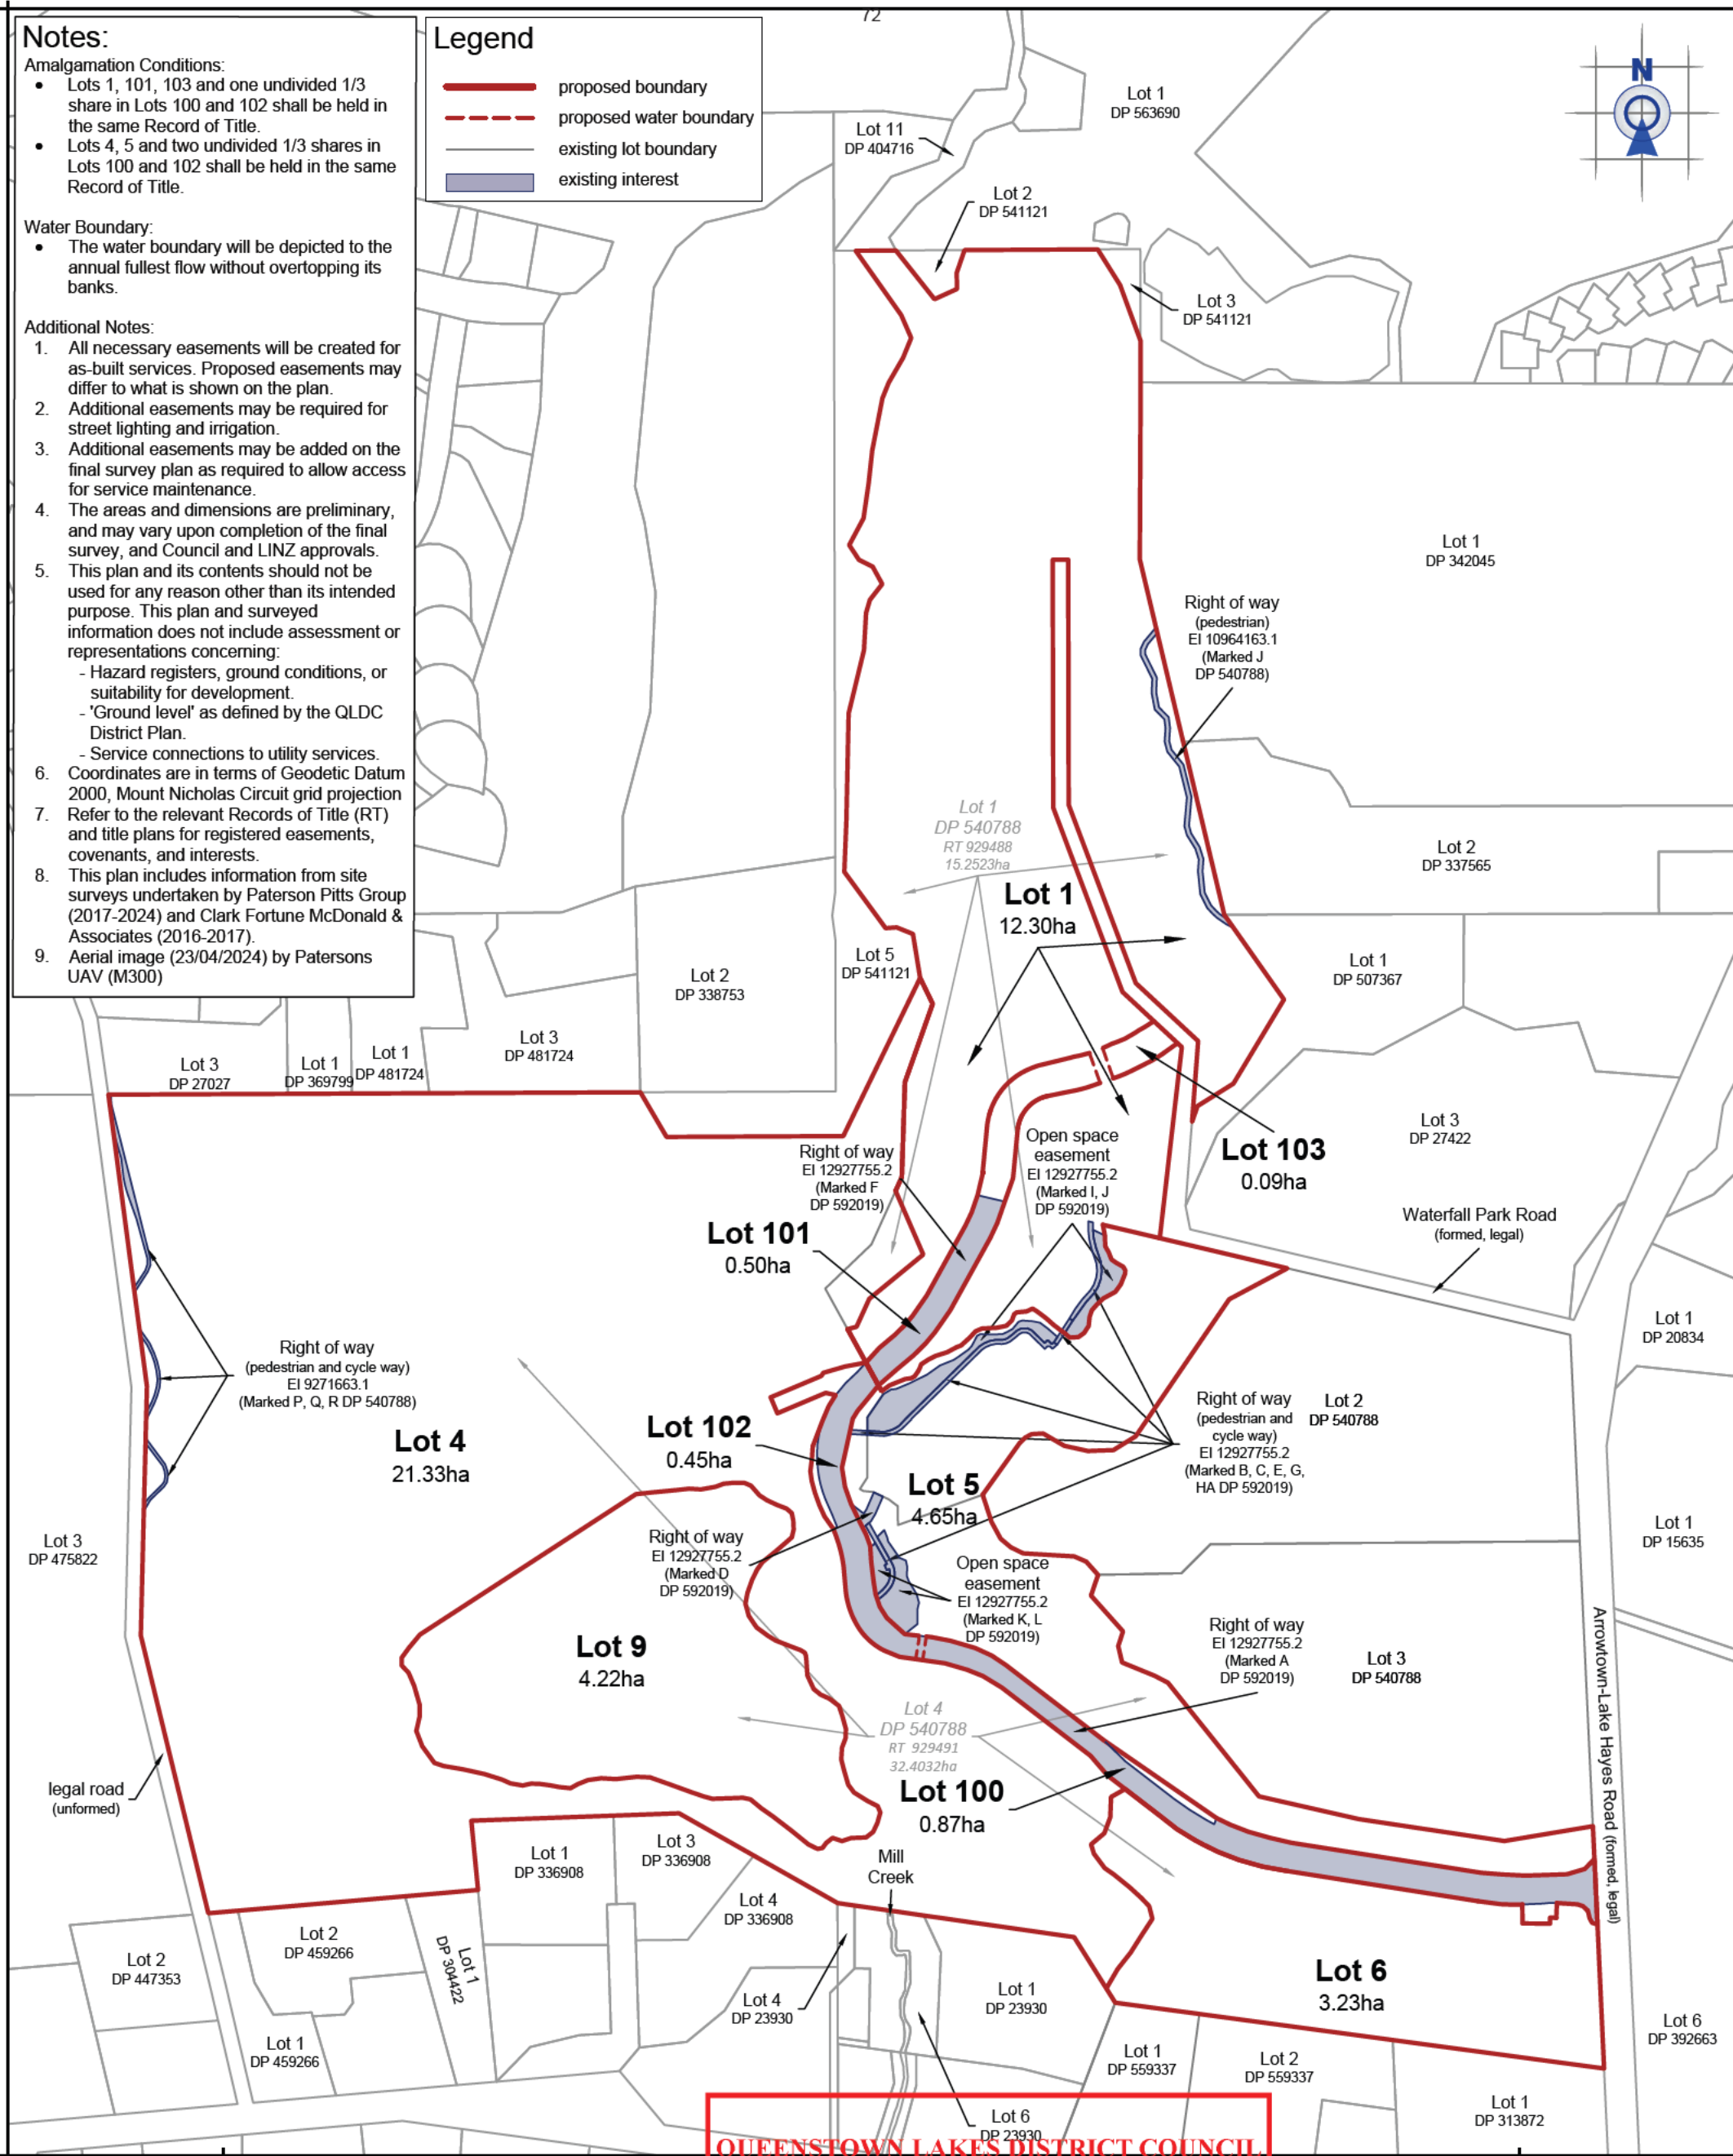 72
Notes:
Amalgamation Conditions:
• Lots 1, 101, 103 and one undivided 1/3
share in Lots 100 and 102 shall be held in
the same Record of Title.
• Lots 4, 5 and two undivided 1/3 shares in
Lots 100 and 102 shall be held in the same
Record of Title.
Water Boundary:
• The water boundary will be depicted to the
annual fullest flow without overtopping its
banks.
Additional Notes:
1. All necessary easements will be created for
as-built services. Proposed easements may
differ to what is shown on the plan.
2. Additional easements may be required for
street lighting and irrigation.
3. Additional easements may be added on the
final survey plan as required to allow access
for service maintenance.
4. The areas and dimensions are preliminary,
and may vary upon completion of the final
survey, and Council and LINZ approvals.
5. This plan and its contents should not be
used for any reason other than its intended
purpose. This plan and surveyed
information does not include assessment or
representations concerning:
- Hazard registers, ground conditions, or
suitability for development.
- 'Ground level' as defined by the QLDC
District Plan.
- Service connections to utility services.
6. Coordinates are in terms of Geodetic Datum
2000, Mount Nicholas Circuit grid projection
7. Refer to the relevant Records of Title (RT)
and title plans for registered easements,
covenants, and interests.
8. This plan includes information from site
surveys undertaken by Paterson Pitts Group
(2017-2024) and Clark Fortune McDonald &
Associates (2016-2017).
9. Aerial image (23/04/2024) by Patersons
UAV (M300)
Legend
proposed boundary
proposed water boundary
existing lot boundary
existing interest
N
Lot 1
DP 563690
Lot 11
DP 404716
Lot 2
DP 541121
Lot 3
DP 541121
Lot 1
DP 342045
Right of way
(pedestrian)
EI 10964163.1
(Marked J
DP 540788)
Lot 1
DP 540788
RT 929488
15.2523ha
Lot 2
DP 337565
Lot 1
12.30ha
Lot 5
DP 541121
Lot 2
DP 338753
Lot 1
DP 507367
Lot 3
DP 481724
Lot 1
DP 481724
Lot 1
DP 369799
Lot 3
DP 27027
Lot 3
DP 27422
Lot 103
0.09ha
Right of way
EI 12927755.2
(Marked F
DP 592019)
Open space
easement
EI 12927755.2
(Marked I, J
DP 592019)
Lot 101
0.50ha
Waterfall Park Road
(formed, legal)
Lot 1
DP 20834
Right of way
(pedestrian and cycle way)
EI 9271663.1
(Marked P, Q, R DP 540788)
Lot 4
21.33ha
Lot 102
0.45ha
Right of way
(pedestrian and
cycle way)
EI 12927755.2
(Marked B, C, E, G,
HA DP 592019)
Lot 2
DP 540788
Lot 5
4.65ha
Lot 3
DP 475822
Lot 1
DP 15635
Right of way
EI 12927755.2
(Marked D
DP 592019)
Open space
easement
EI 12927755.2
(Marked K, L
DP 592019)
Lot 9
4.22ha
Right of way
EI 12927755.2
(Marked A
DP 592019)
Lot 3
DP 540788
Arrowtown-Lake Hayes Road (formed, legal)
Lot 4
DP 540788
RT 929491
32.4032ha
Lot 100
0.87ha
legal road
(unformed)
Lot 1
DP 336908
Lot 3
DP 336908
Mill
Creek
Lot 4
DP 336908
Lot 2
DP 459266
Lot 1
DP 304422
Lot 2
DP 447353
Lot 4
DP 23930
Lot 1
DP 23930
Lot 6
3.23ha
Lot 6
DP 392663
Lot 1
DP 459266
Lot 1
DP 559337
Lot 2
DP 559337
Lot 1
DP 313872
Lot 6
DP 23930
QUEENSTOWN LAKES DISTRICT COUNCIL